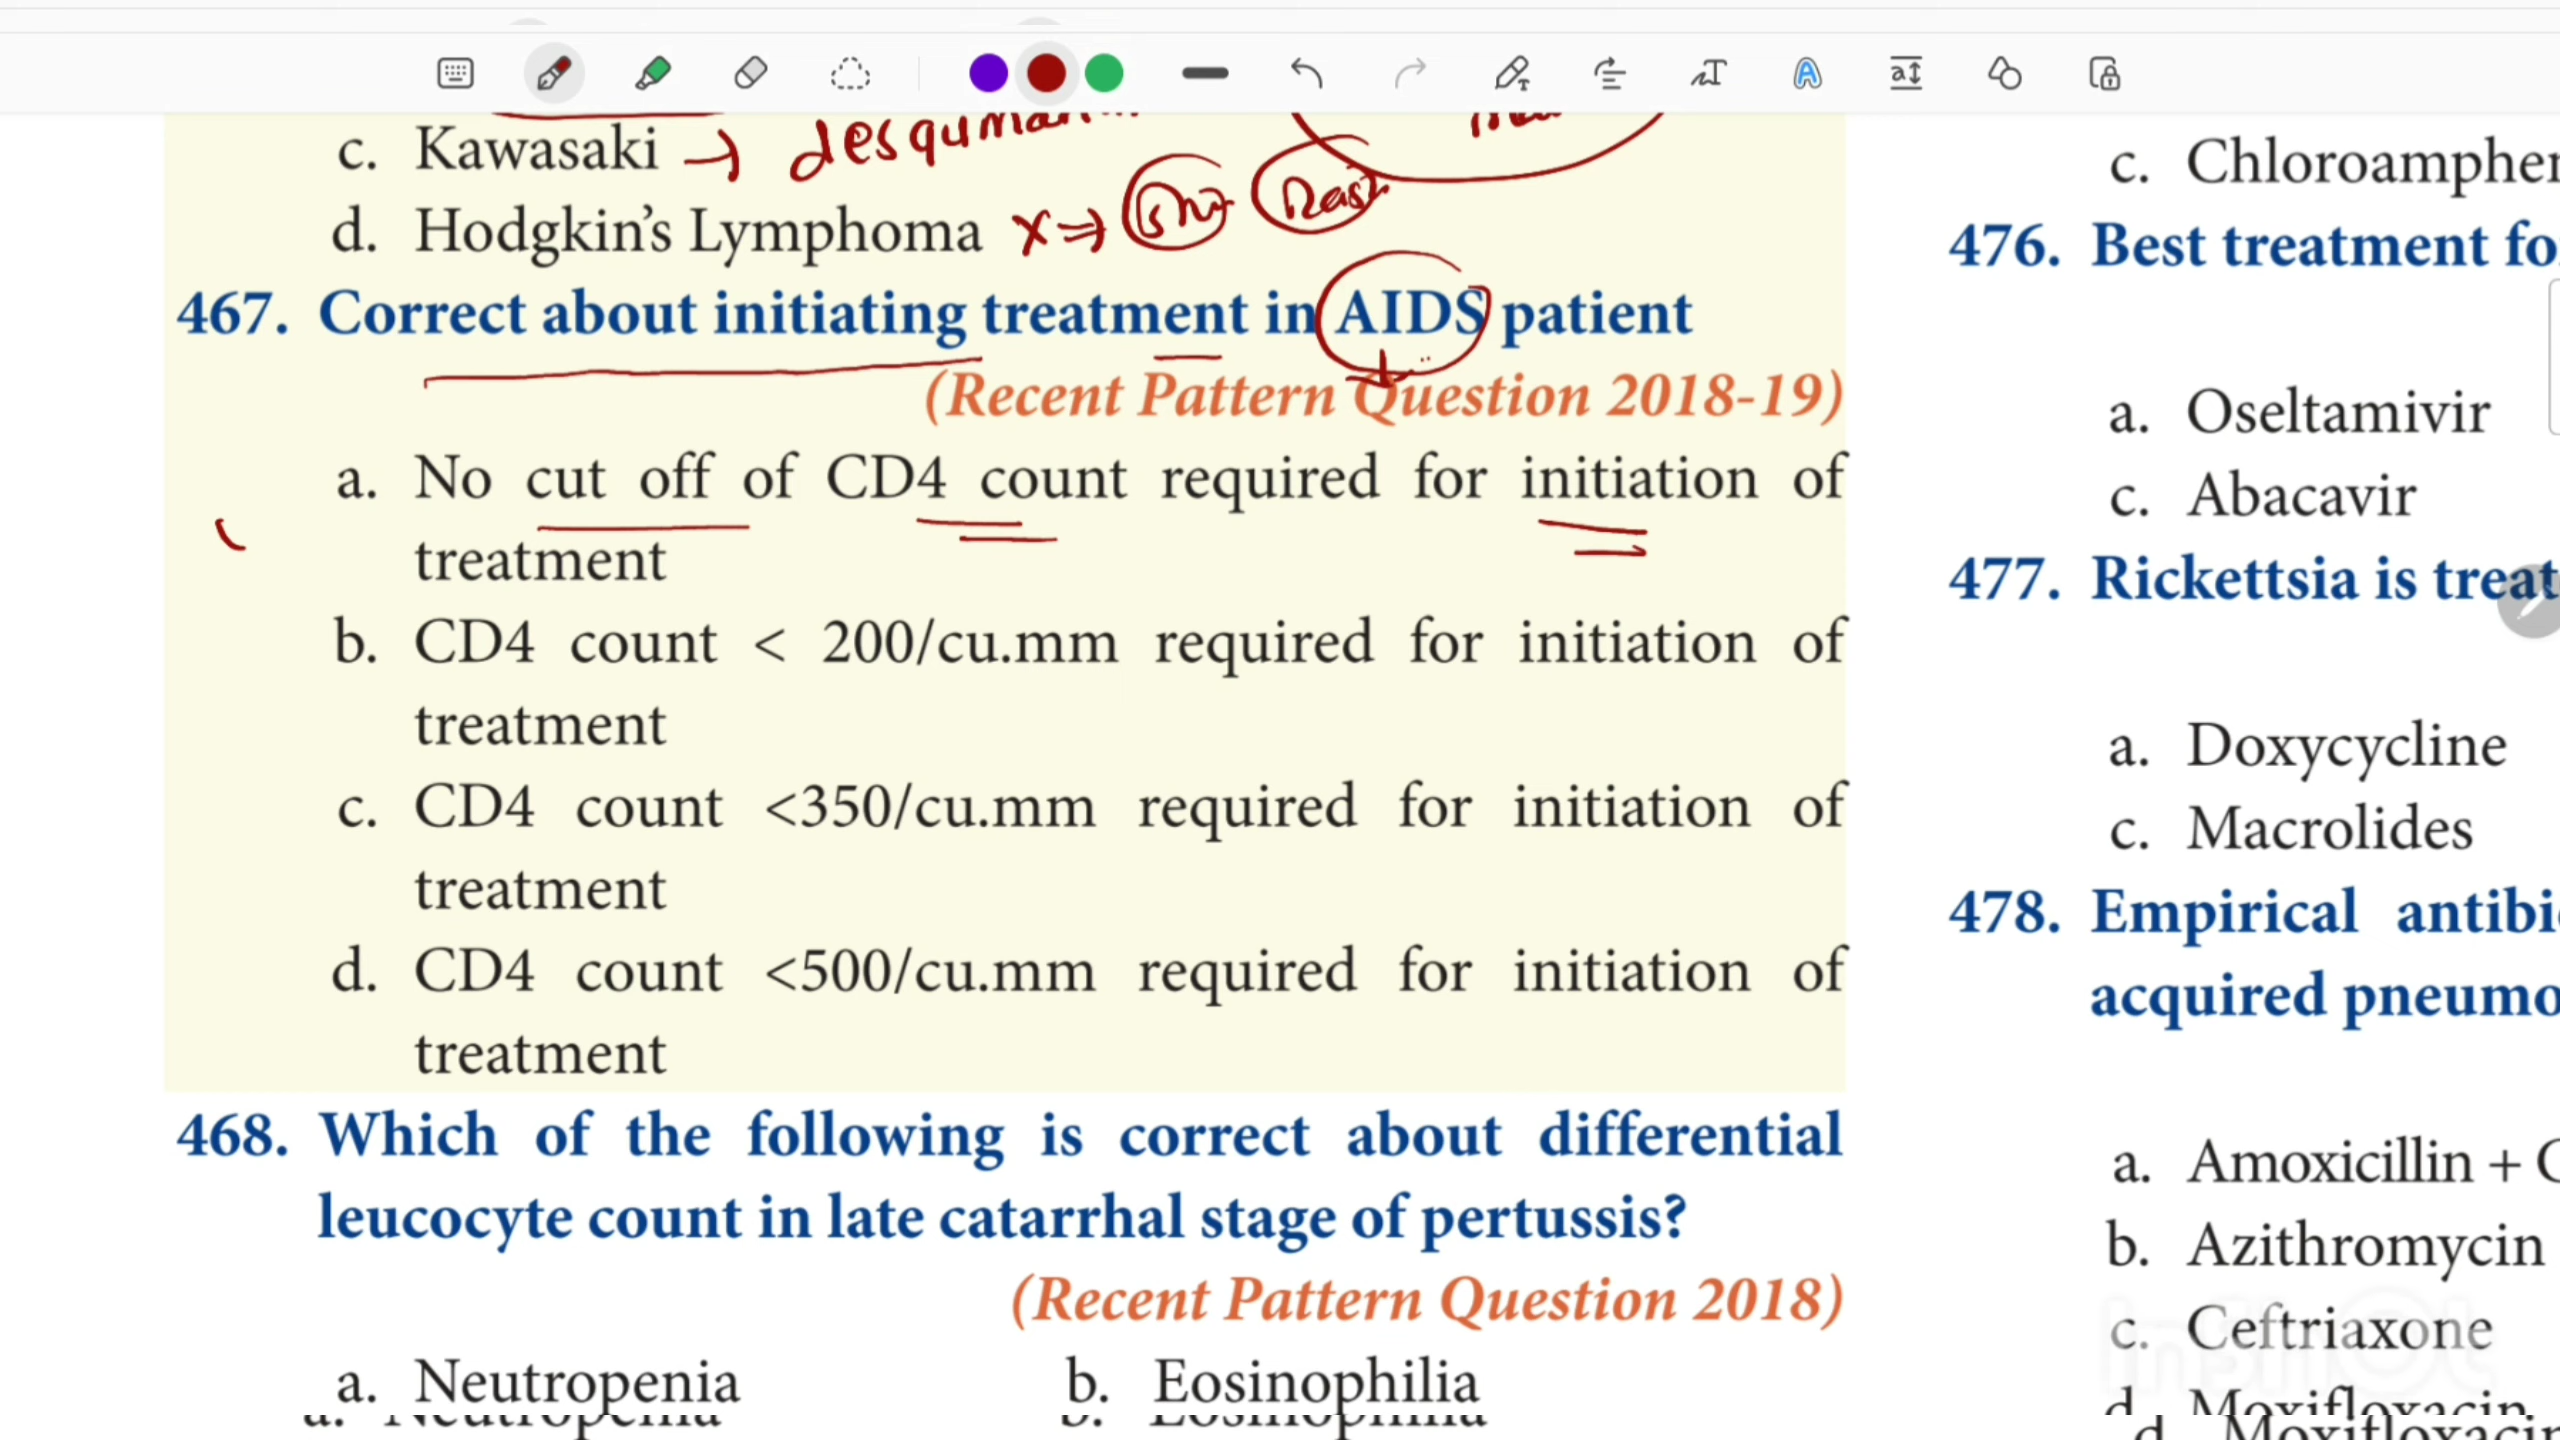 c. Kawasaki →
d. Hodgkin's Lymphoma x⇒ Rash
467. Correct about initiating treatment in AIDS patient
(Recent Pattern Question 2018-19)
a. No cut off of CD4 count required for initiation of
treatment
b. CD4 count < 200/cu.mm required for initiation of
treatment
c. CD4 count <350/cu.mm required for initiation of
treatment
d. CD4 count <500/cu.mm required for initiation of
treatment
468. Which of the following is correct about differential
leucocyte count in late catarrhal stage of pertussis?
(Recent Pattern Question 2018)
a. Neutropenia b. Eosinophilia
c. Chloroamphen
476. Best treatment fo
a. Oseltamivir
c. Abacavir
477. Rickettsia is treat
a. Doxycycline
c. Macrolides
478. Empirical antibi
acquired pneumo
a. Amoxicillin + C
b. Azithromycin
c. Ceftriaxone
d. Moxifloxacin